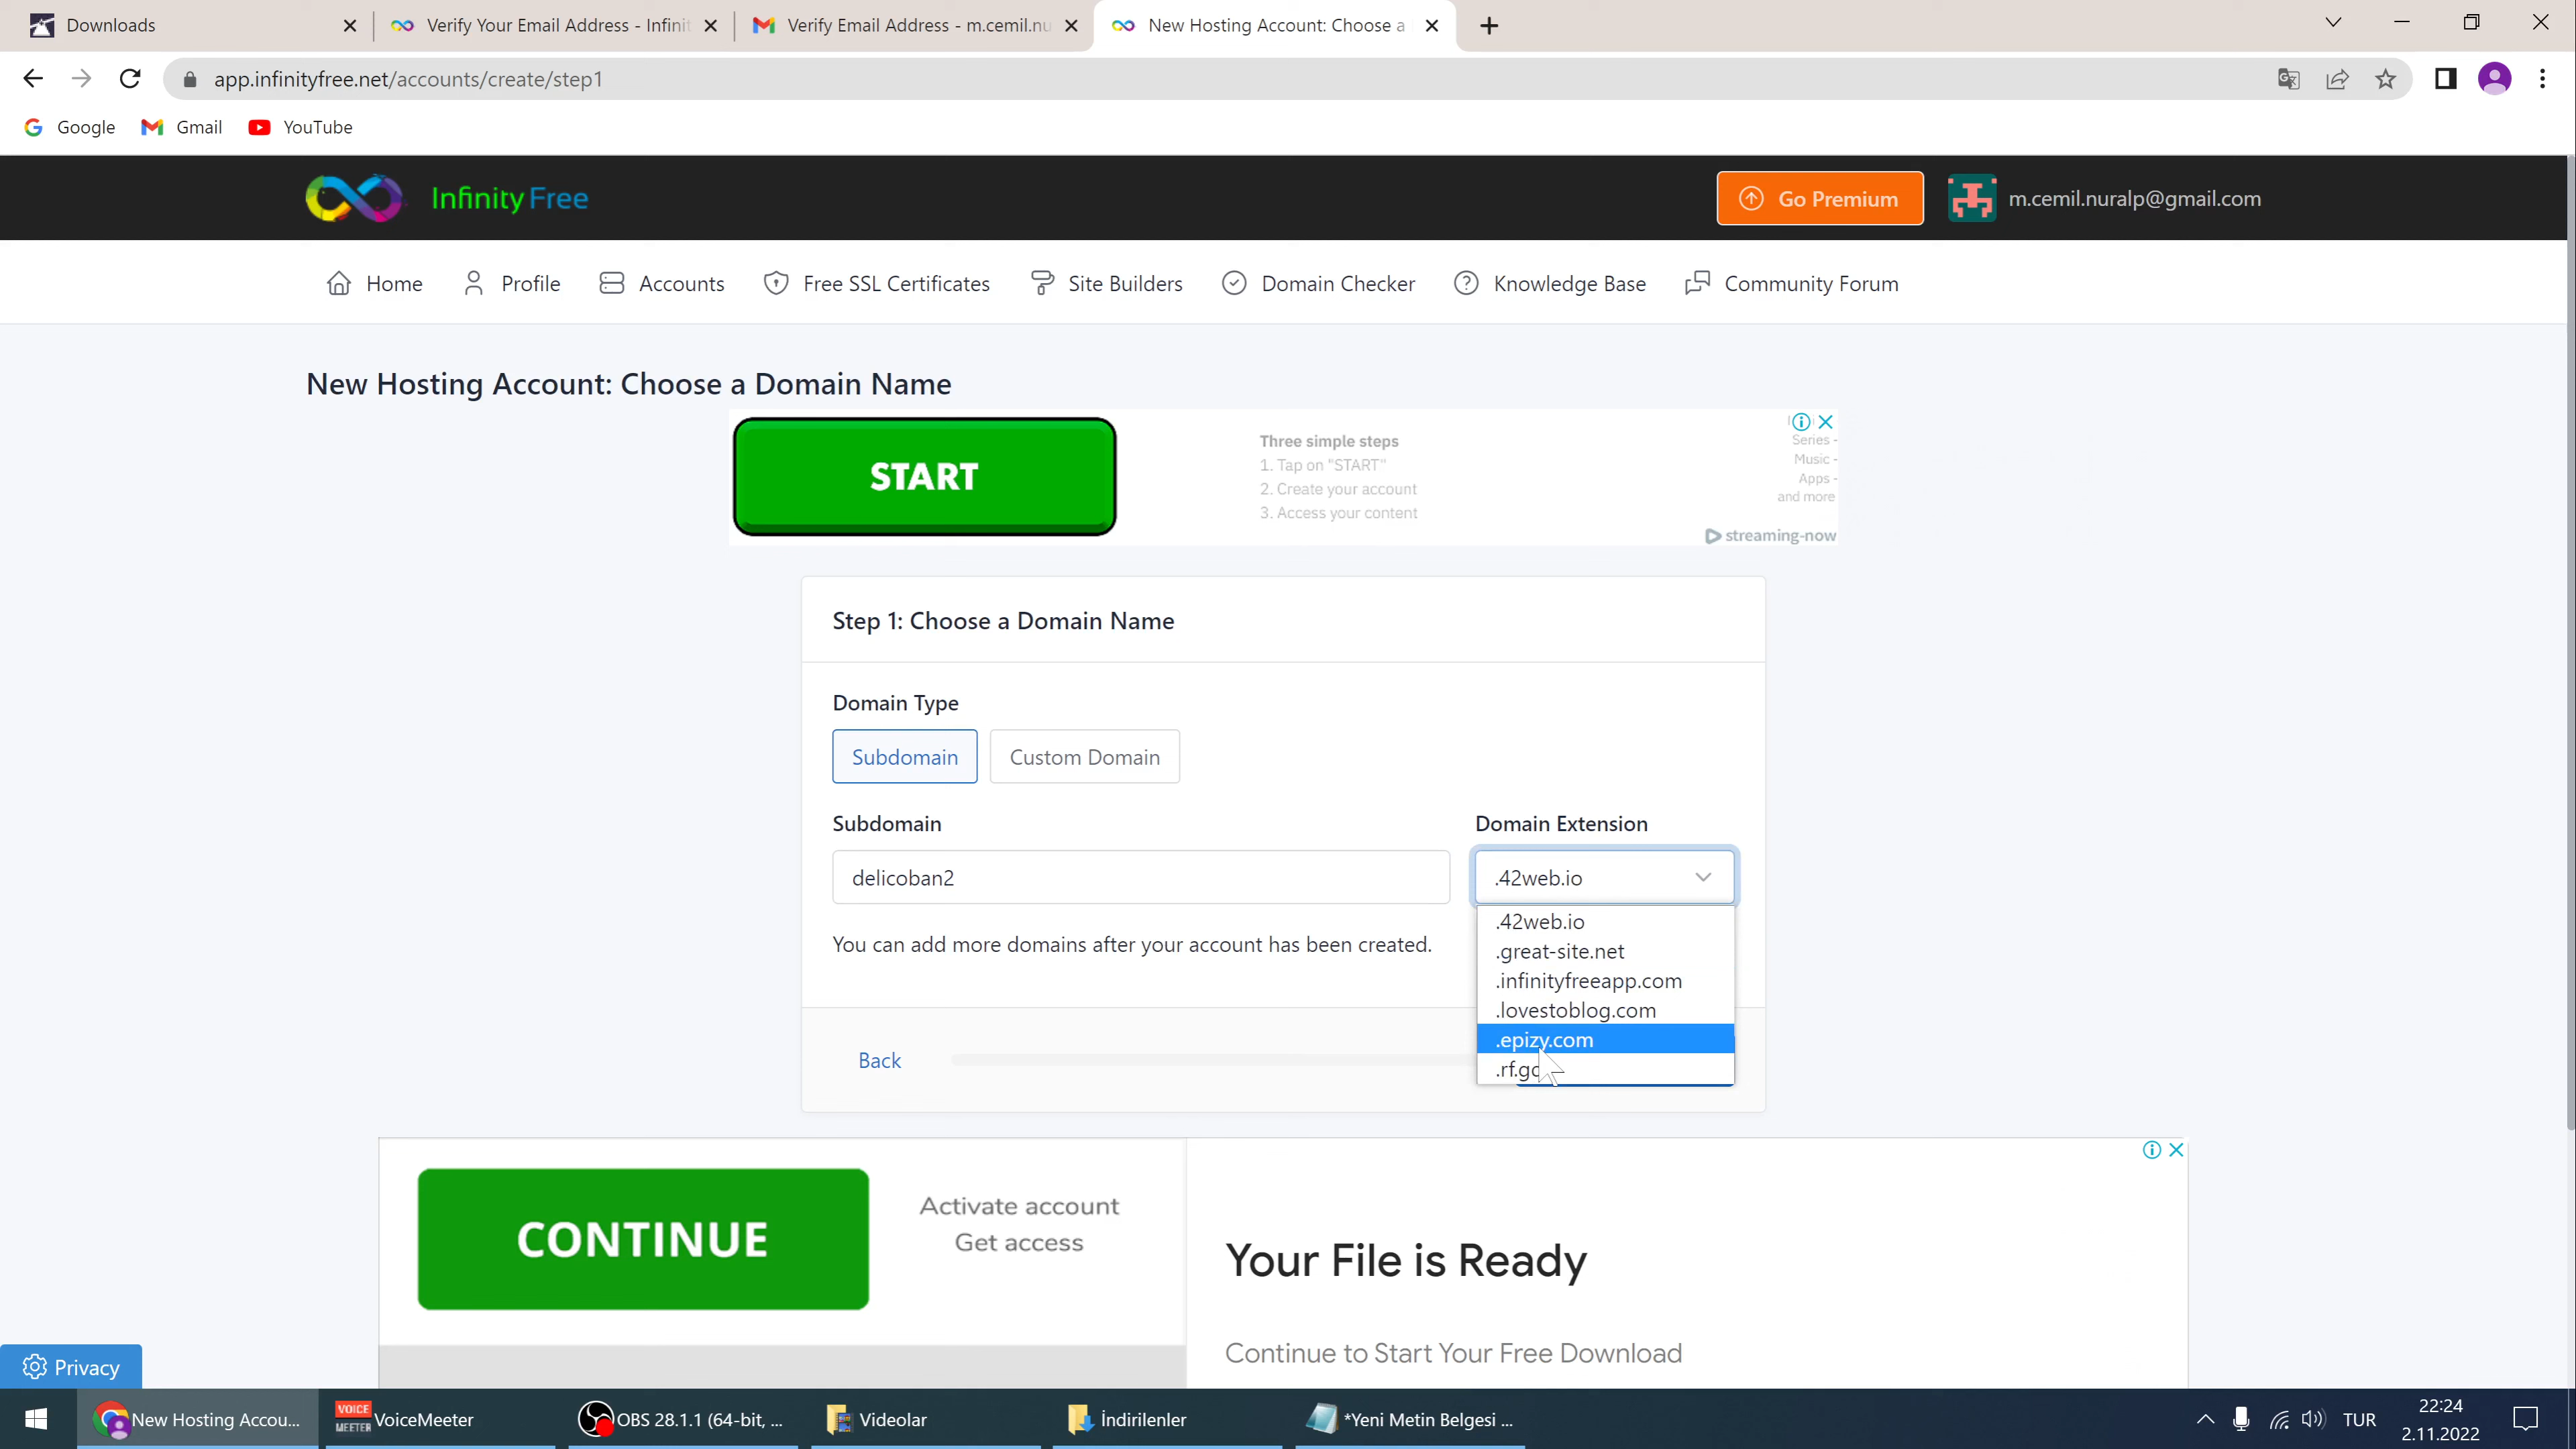 Downloads
Verify Your Email Address - Infinit
Verify Email Address - m.cemil.nu
New Hosting Account: Choose a
app.infinityfree.net/accounts/create/step1
Google
Gmail
YouTube
Infinity Free
Go Premium
m.cemil.nuralp@gmail.com
Home
Profile
Accounts
Free SSL Certificates
Site Builders
Domain Checker
Knowledge Base
Community Forum
New Hosting Account: Choose a Domain Name
START
Three simple steps
1. Tap on "START"
2. Create your account
3. Access your content
Series -
Music -
Apps -
and more
streaming-now
Step 1: Choose a Domain Name
Domain Type
Subdomain
Custom Domain
Subdomain
Domain Extension
delicoban2
.42web.io
.42web.io
.great-site.net
.infinityfreeapp.com
.lovestoblog.com
.epizy.com
You can add more domains after your account has been created.
Back
CONTINUE
Activate account
Get access
Your File is Ready
Continue to Start Your Free Download
Privacy
New Hosting Accou...
VOICE
MEETER
VoiceMeeter
OBS 28.1.1 (64-bit, ...
Videolar
İndirilenler
*Yeni Metin Belgesi ...
TUR
22:24
2.11.2022